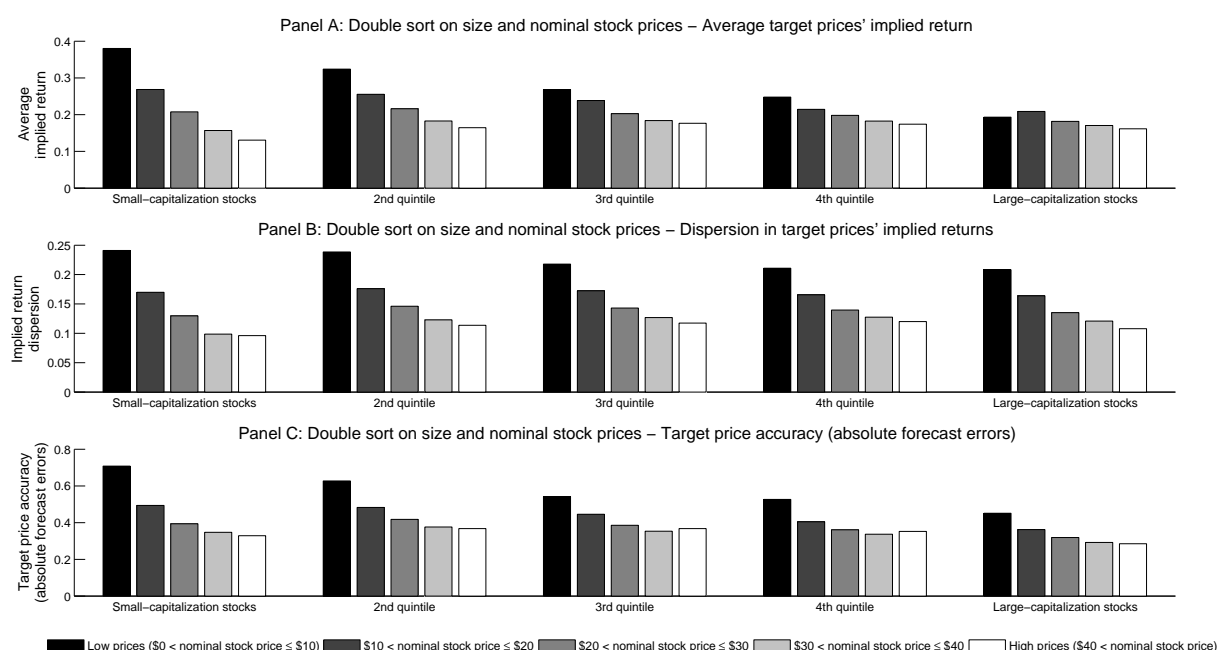 Panel A: Double sort on size and nominal stock prices – Average target prices’ implied return
Average
implied return
0.4
0.3
0.2
0.1
0
Small–capitalization stocks 2nd quintile 3rd quintile 4th quintile Large–capitalization stocks
Panel B: Double sort on size and nominal stock prices – Dispersion in target prices’ implied returns
Implied return
dispersion
0.25
0.2
0.15
0.1
0.05
0
Small–capitalization stocks 2nd quintile 3rd quintile 4th quintile Large–capitalization stocks
Panel C: Double sort on size and nominal stock prices – Target price accuracy (absolute forecast errors)
Target price accuracy
(absolute forecast errors)
0.8
0.6
0.4
0.2
0
Small–capitalization stocks 2nd quintile 3rd quintile 4th quintile Large–capitalization stocks
Low prices ($0 < nominal stock price ≤ $10) $10 < nominal stock price ≤ $20 $20 < nominal stock price ≤ $30 $30 < nominal stock price ≤ $40 High prices ($40 < nominal stock price)